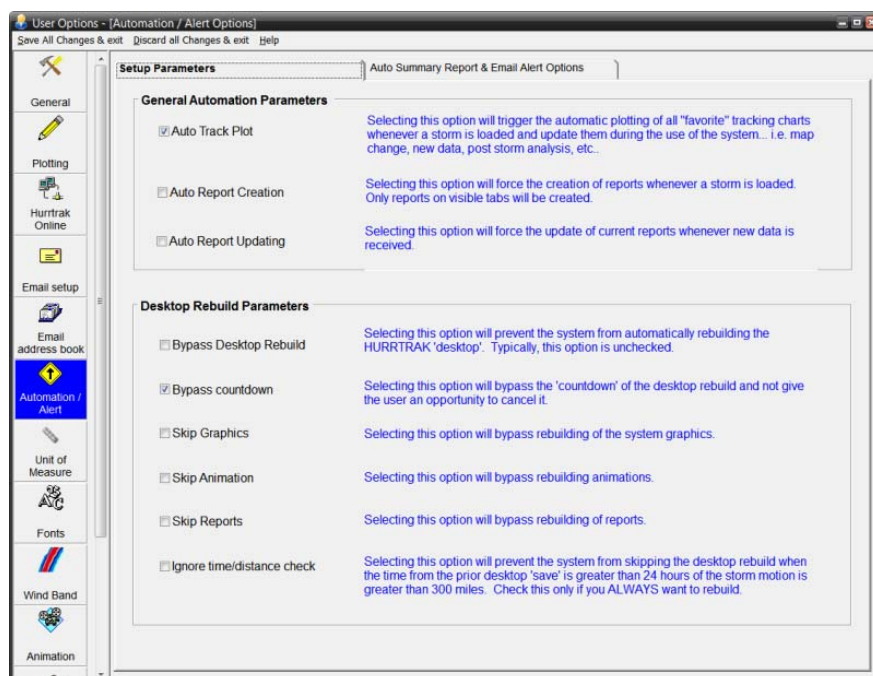 User Options - [Automation / Alert Options]
Save All Changes & exit Discard all Changes & exit Help
General
Plotting
Hurrtrak
Online
Email setup
Email
address book
Automation /
Alert
Unit of
Measure
Fonts
Wind Band
Animation
Setup Parameters
Auto Summary Report & Email Alert Options
General Automation Parameters
Auto Track Plot
Selecting this option will trigger the automatic plotting of all "favorite" tracking charts
whenever a storm is loaded and update them during the use of the system... i.e. map
change, new data, post storm analysis, etc..
Auto Report Creation
Selecting this option will force the creation of reports whenever a storm is loaded.
Only reports on visible tabs will be created.
Auto Report Updating
Selecting this option will force the update of current reports whenever new data is
received.
Desktop Rebuild Parameters
Bypass Desktop Rebuild
Selecting this option will prevent the system from automatically rebuilding the
HURRTRAK 'desktop'. Typically, this option is unchecked.
Bypass countdown
Selecting this option will bypass the 'countdown' of the desktop rebuild and not give
the user an opportunity to cancel it.
Skip Graphics
Selecting this option will bypass rebuilding of the system graphics.
Skip Animation
Selecting this option will bypass rebuilding animations.
Skip Reports
Selecting this option will bypass rebuilding of reports.
Ignore time/distance check
Selecting this option will prevent the system from skipping the desktop rebuild when
the time from the prior desktop 'save' is greater than 24 hours of the storm motion is
greater than 300 miles. Check this only if you ALWAYS want to rebuild.